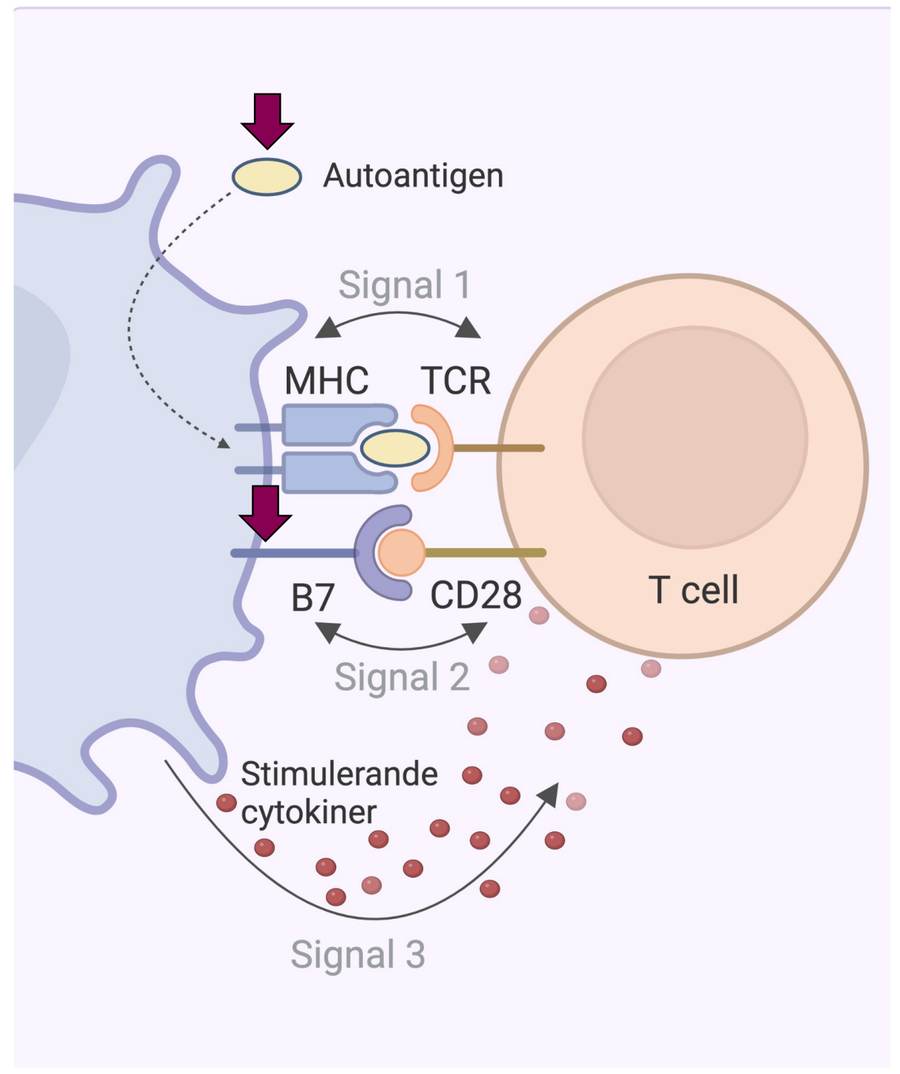 Autoantigen
Signal 1
MHC
TCR
B7
CD28
T cell
Signal 2
Stimulerande
cytokiner
Signal 3